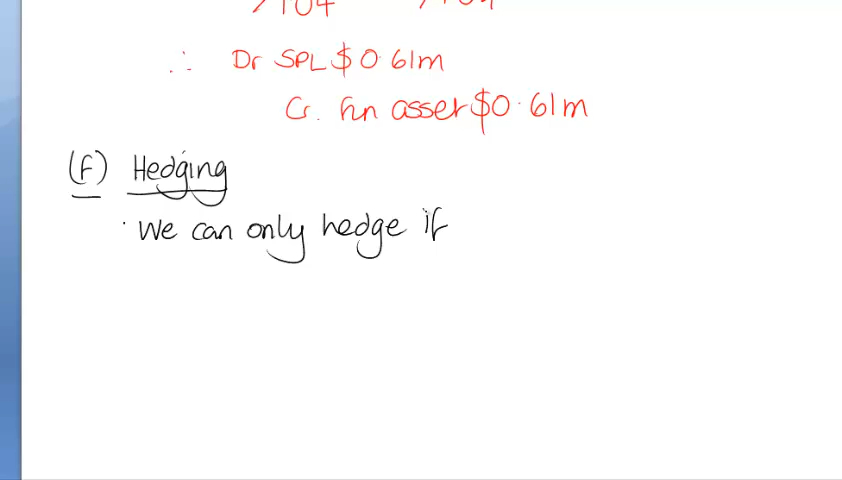 ∴ Dr SPL $0.61m
Cr. Fin asset $0.61m
(F) Hedging
· We can only hedge if